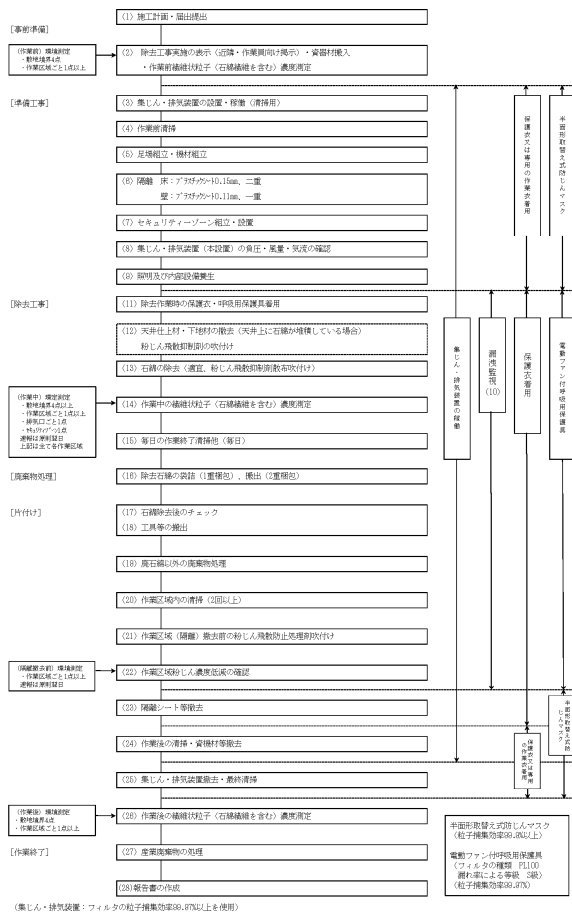 (1) 施工計画・届出提出
[事前準備]
(作業前) 環境測定
・敷地境界4点
・作業区域ごと1点以上
(2) 除去工事実施の表示(近隣・作業員向け掲示)・資器材搬入
・作業前繊維状粒子(石綿繊維を含む)濃度測定
[準備工事]
(3) 集じん・排気装置の設置・稼働(清掃用)
(4) 作業前清掃
(5) 足場組立・機材組立
(6) 隔離 床:プラスチックシート0.15mm、二重
壁:プラスチックシート0.11mm、一重
(7) セキュリティーゾーン組立・設置
(8) 集じん・排気装置(本設置)の負圧・風量・気流の確認
(9) 照明及び内部設備養生
保護衣又は専用の作業衣着用
半面形取替え式防じんマスク
[除去工事]
(11) 除去作業時の保護衣・呼吸用保護具着用
(12) 天井仕上材・下地材の撤去(天井上に石綿が堆積している場合)
粉じん飛散抑制剤の吹付け
(13) 石綿の除去(適宜、粉じん飛散抑制剤散布吹付け)
(作業中) 環境測定
・敷地境界4点以上
・作業区域ごと1点以上
・排気口ごと1点
・セキュリティゾーン1点
速報は原則翌日
上記は全て各作業区域
(14) 作業中の繊維状粒子(石綿繊維を含む)濃度測定
(15) 毎日の作業終了清掃他(毎日)
集じん・排気装置の稼働
漏洩監視(10)
保護衣着用
電動ファン付呼吸用保護具
[廃棄物処理]
(16) 除去石綿の袋詰(1重梱包)、搬出(2重梱包)
[片付け]
(17) 石綿除去後のチェック
(18) 工具等の搬出
(19) 廃石綿以外の廃棄物処理
(20) 作業区域内の清掃(2回以上)
(21) 作業区域(隔離)撤去前の粉じん飛散防止処理剤吹付け
(隔離撤去前) 環境測定
・作業区域ごと1点以上
速報は原則翌日
(22) 作業区域粉じん濃度低減の確認
(23) 隔離シート等撤去
(24) 作業後の清掃・資機材等撤去
(25) 集じん・排気装置撤去・最終清掃
保護衣又は専用の作業衣着用
半面形取替え式防じんマスク
(作業後) 環境測定
・敷地境界4点
・作業区域ごと1点以上
(26) 作業後の繊維状粒子(石綿繊維を含む)濃度測定
[作業終了]
(27) 産業廃棄物の処理
(28)報告書の作成
半面形取替え式防じんマスク
(粒子捕集効率99.9%以上)
電動ファン付呼吸用保護具
(フィルタの種類 PL100
漏れ率による等級 S級)
(粒子捕集効率99.97%)
(集じん・排気装置:フィルタの粒子捕集効率99.97%以上を使用)